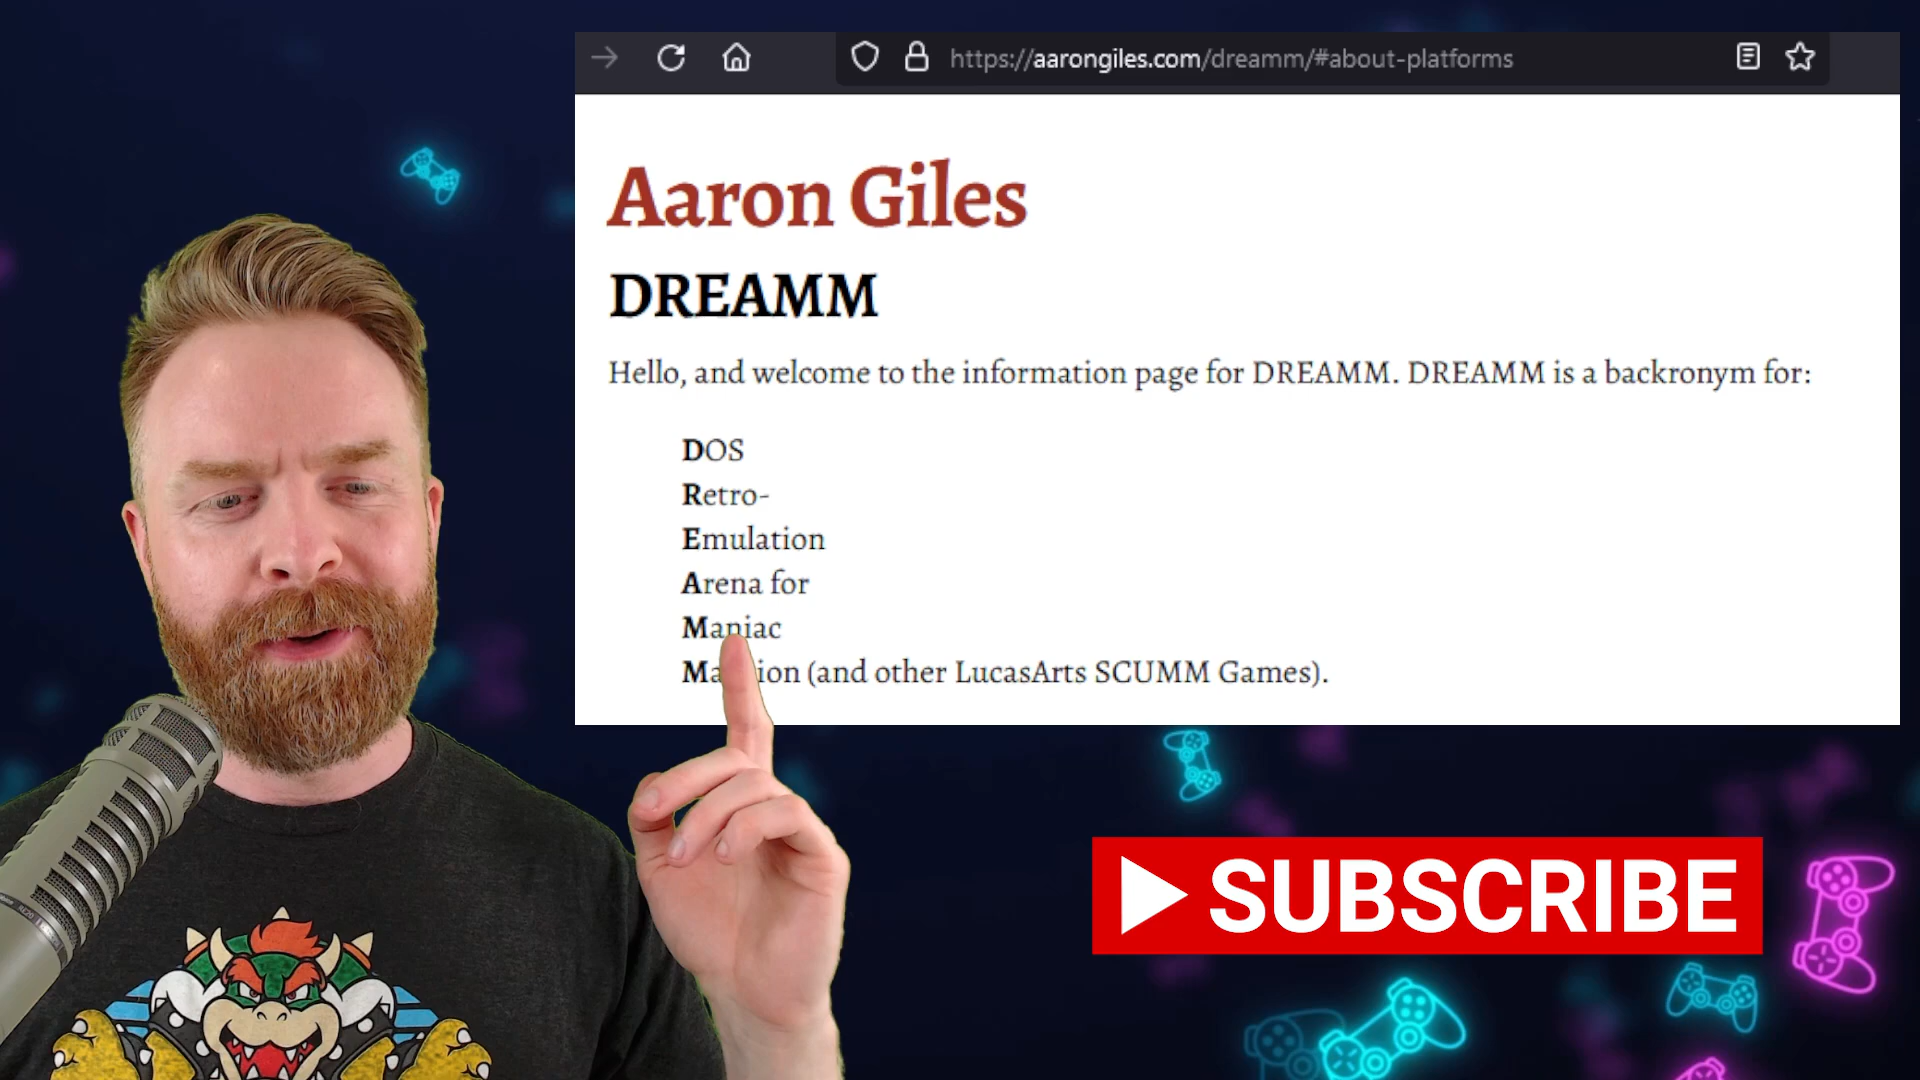 https://aarongiles.com/dreamm/#about-platforms
Aaron Giles
DREAMM
Hello, and welcome to the information page for DREAMM. DREAMM is a backronym for:
DOS
Retro-
Emulation
Arena for
Maniac
(and other LucasArts SCUMM Games).
SUBSCRIBE
RE20